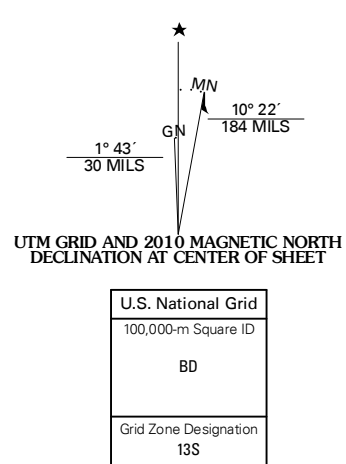 ★
MN
GN
10° 22´
184 MILS
1° 43´
30 MILS
UTM GRID AND 2010 MAGNETIC NORTH
DECLINATION AT CENTER OF SHEET
U.S. National Grid
100,000-m Square ID
BD
Grid Zone Designation
13S